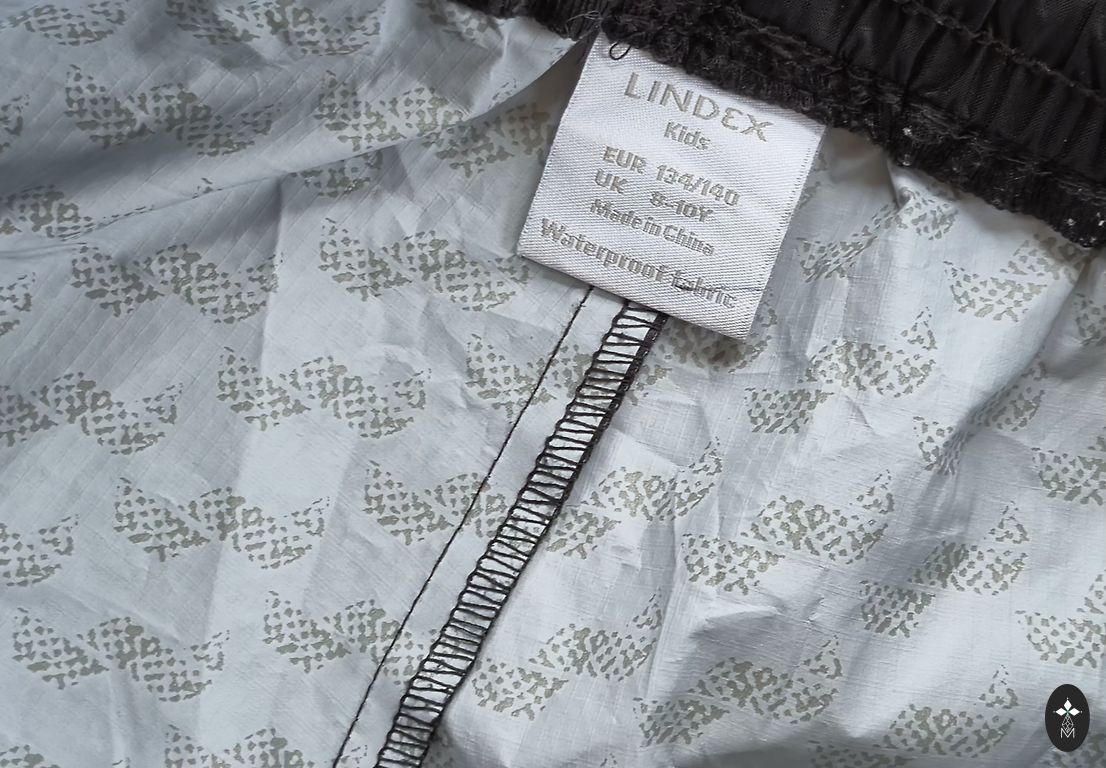 LINDEX
Kids
EUR 134/140
UK 8-10Y
Made in China
Waterproof fabric
M